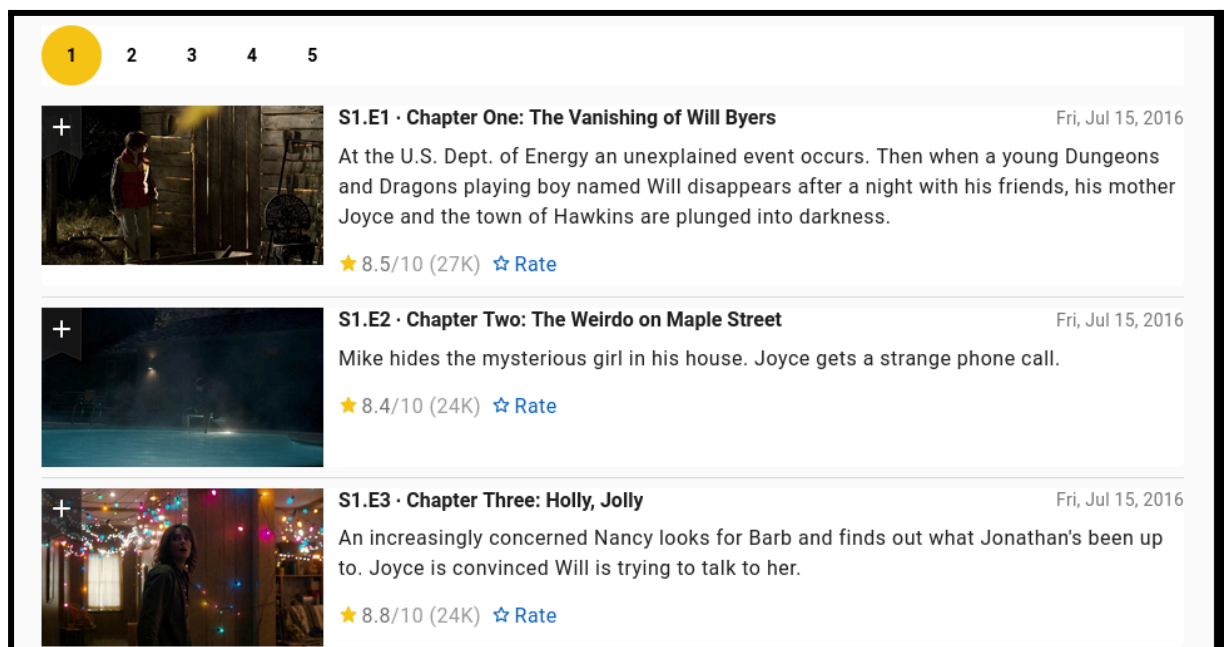 1 2 3 4 5
S1.E1 · Chapter One: The Vanishing of Will Byers
Fri, Jul 15, 2016
At the U.S. Dept. of Energy an unexplained event occurs. Then when a young Dungeons
and Dragons playing boy named Will disappears after a night with his friends, his mother
Joyce and the town of Hawkins are plunged into darkness.
8.5/10 (27K) Rate
S1.E2 · Chapter Two: The Weirdo on Maple Street
Fri, Jul 15, 2016
Mike hides the mysterious girl in his house. Joyce gets a strange phone call.
8.4/10 (24K) Rate
S1.E3 · Chapter Three: Holly, Jolly
Fri, Jul 15, 2016
An increasingly concerned Nancy looks for Barb and finds out what Jonathan's been up
to. Joyce is convinced Will is trying to talk to her.
8.8/10 (24K) Rate